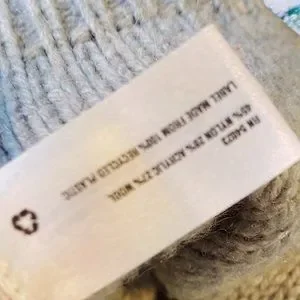 RN 54023
45% NYLON 28% ACRYLIC 27% WOOL
LABEL MADE FROM 100% RECYCLED PLASTIC